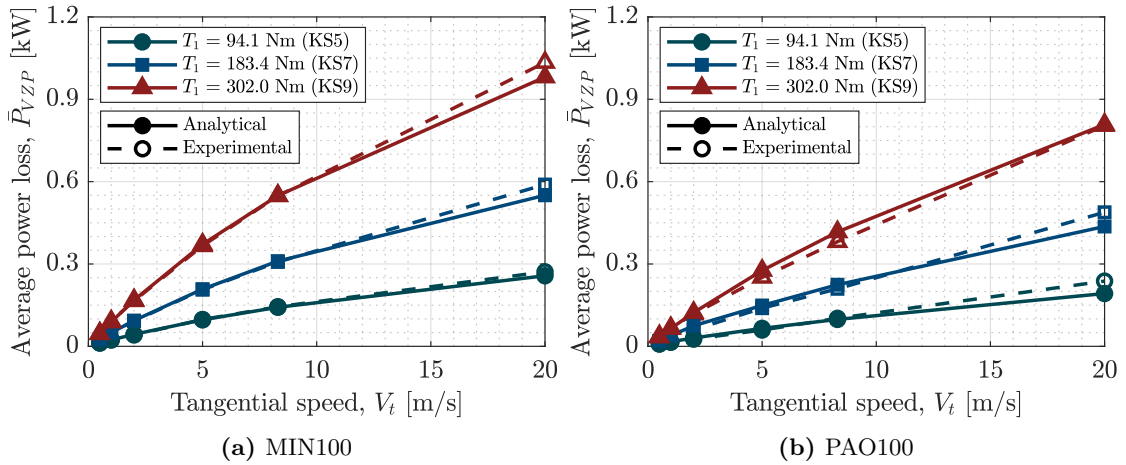 1.2
0.9
0.6
0.3
0
Average power loss, P̄_VZP [kW]
T₁ = 94.1 Nm (KS5)
T₁ = 183.4 Nm (KS7)
T₁ = 302.0 Nm (KS9)
Analytical
Experimental
0 5 10 15 20
Tangential speed, V_t [m/s]
(a) MIN100
1.2
0.9
0.6
0.3
0
Average power loss, P̄_VZP [kW]
T₁ = 94.1 Nm (KS5)
T₁ = 183.4 Nm (KS7)
T₁ = 302.0 Nm (KS9)
Analytical
Experimental
0 5 10 15 20
Tangential speed, V_t [m/s]
(b) PAO100